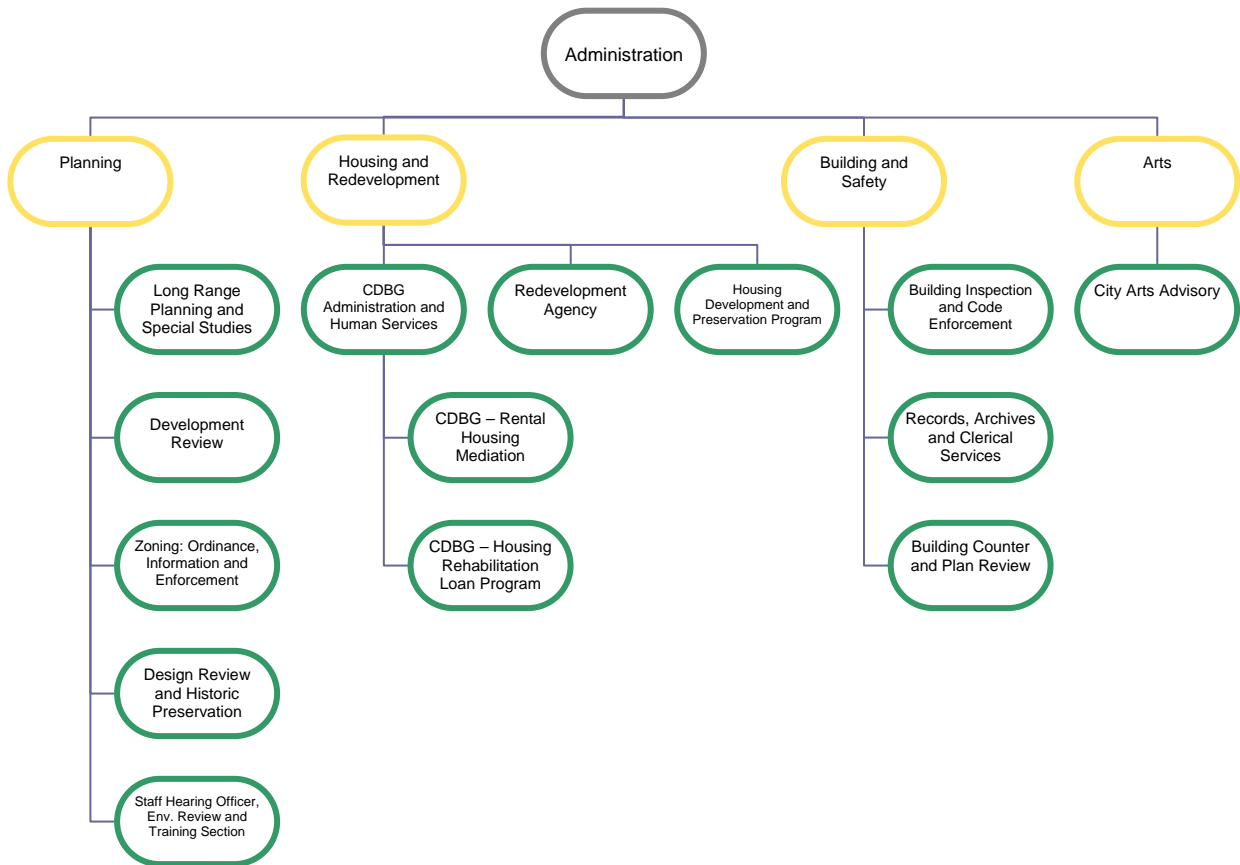 Administration
Planning
Housing and
Redevelopment
Building and
Safety
Arts
Long Range
Planning and
Special Studies
CDBG
Administration and
Human Services
Redevelopment
Agency
Housing
Development and
Preservation Program
Building Inspection
and Code
Enforcement
City Arts Advisory
Development
Review
CDBG – Rental
Housing
Mediation
Records, Archives
and Clerical
Services
Zoning: Ordinance,
Information and
Enforcement
CDBG – Housing
Rehabilitation
Loan Program
Building Counter
and Plan Review
Design Review
and Historic
Preservation
Staff Hearing Officer,
Env. Review and
Training Section